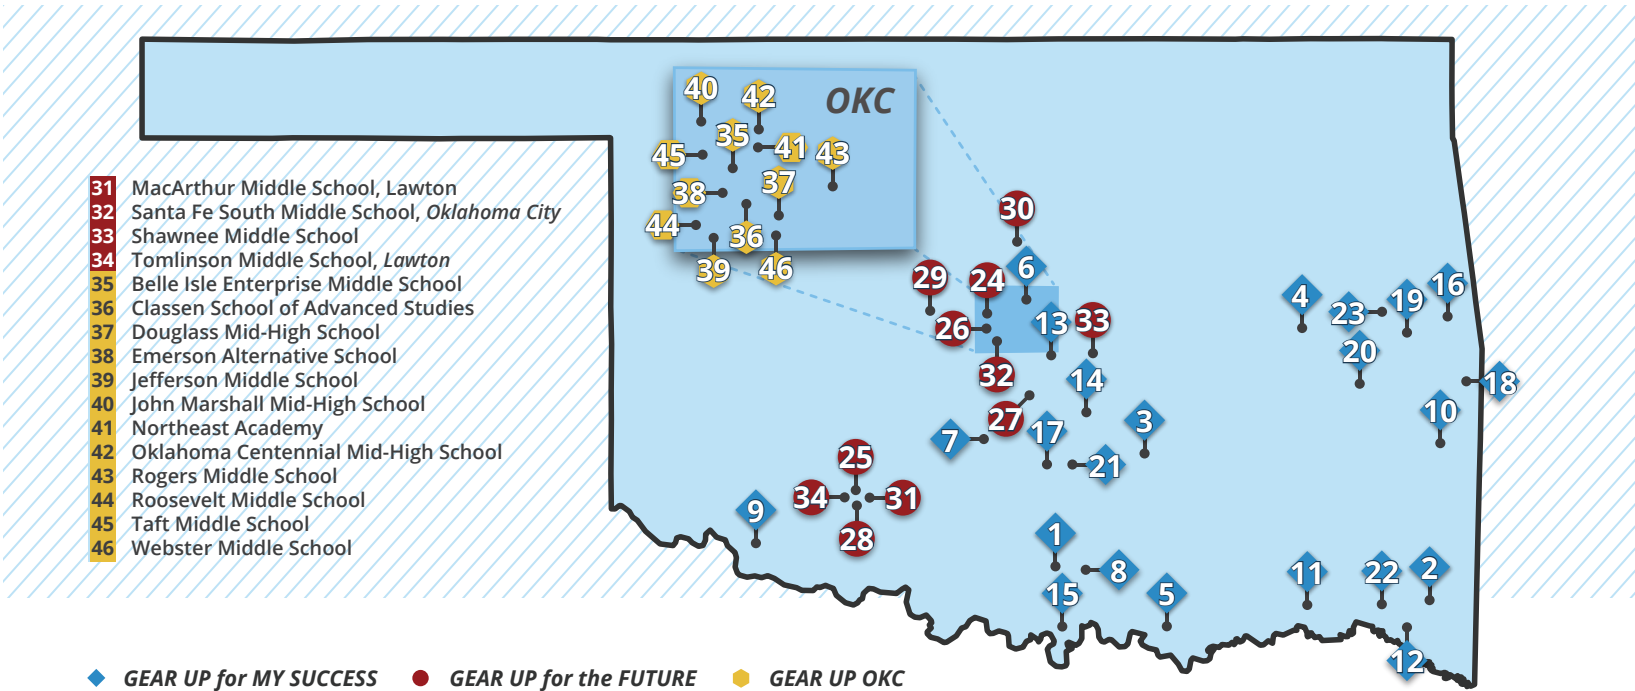 40
42
OKC
35
41
45
43
37
38
44
36
39
46
31 MacArthur Middle School, Lawton
32 Santa Fe South Middle School, Oklahoma City
33 Shawnee Middle School
34 Tomlinson Middle School, Lawton
35 Belle Isle Enterprise Middle School
36 Classen School of Advanced Studies
37 Douglass Mid-High School
38 Emerson Alternative School
39 Jefferson Middle School
40 John Marshall Mid-High School
41 Northeast Academy
42 Oklahoma Centennial Mid-High School
43 Rogers Middle School
44 Roosevelt Middle School
45 Taft Middle School
46 Webster Middle School
30
6
29
24
26
13
33
32
14
27
7
17
3
21
4
23
19
16
20
18
10
25
34
31
28
9
1
8
15
5
11
22
2
12
GEAR UP for MY SUCCESS
GEAR UP for the FUTURE
GEAR UP OKC